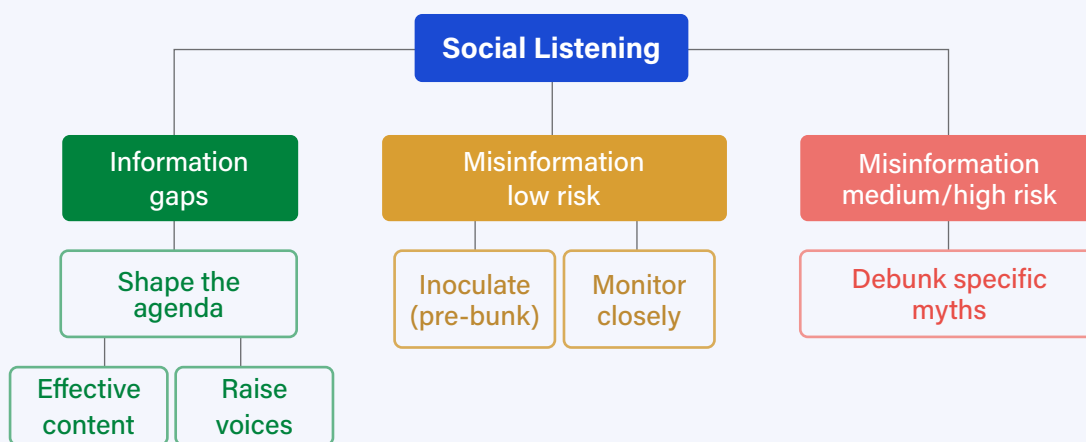 Social Listening
Information
gaps
Misinformation
low risk
Misinformation
medium/high risk
Shape the
agenda
Inoculate
(pre-bunk)
Monitor
closely
Debunk specific
myths
Effective
content
Raise
voices